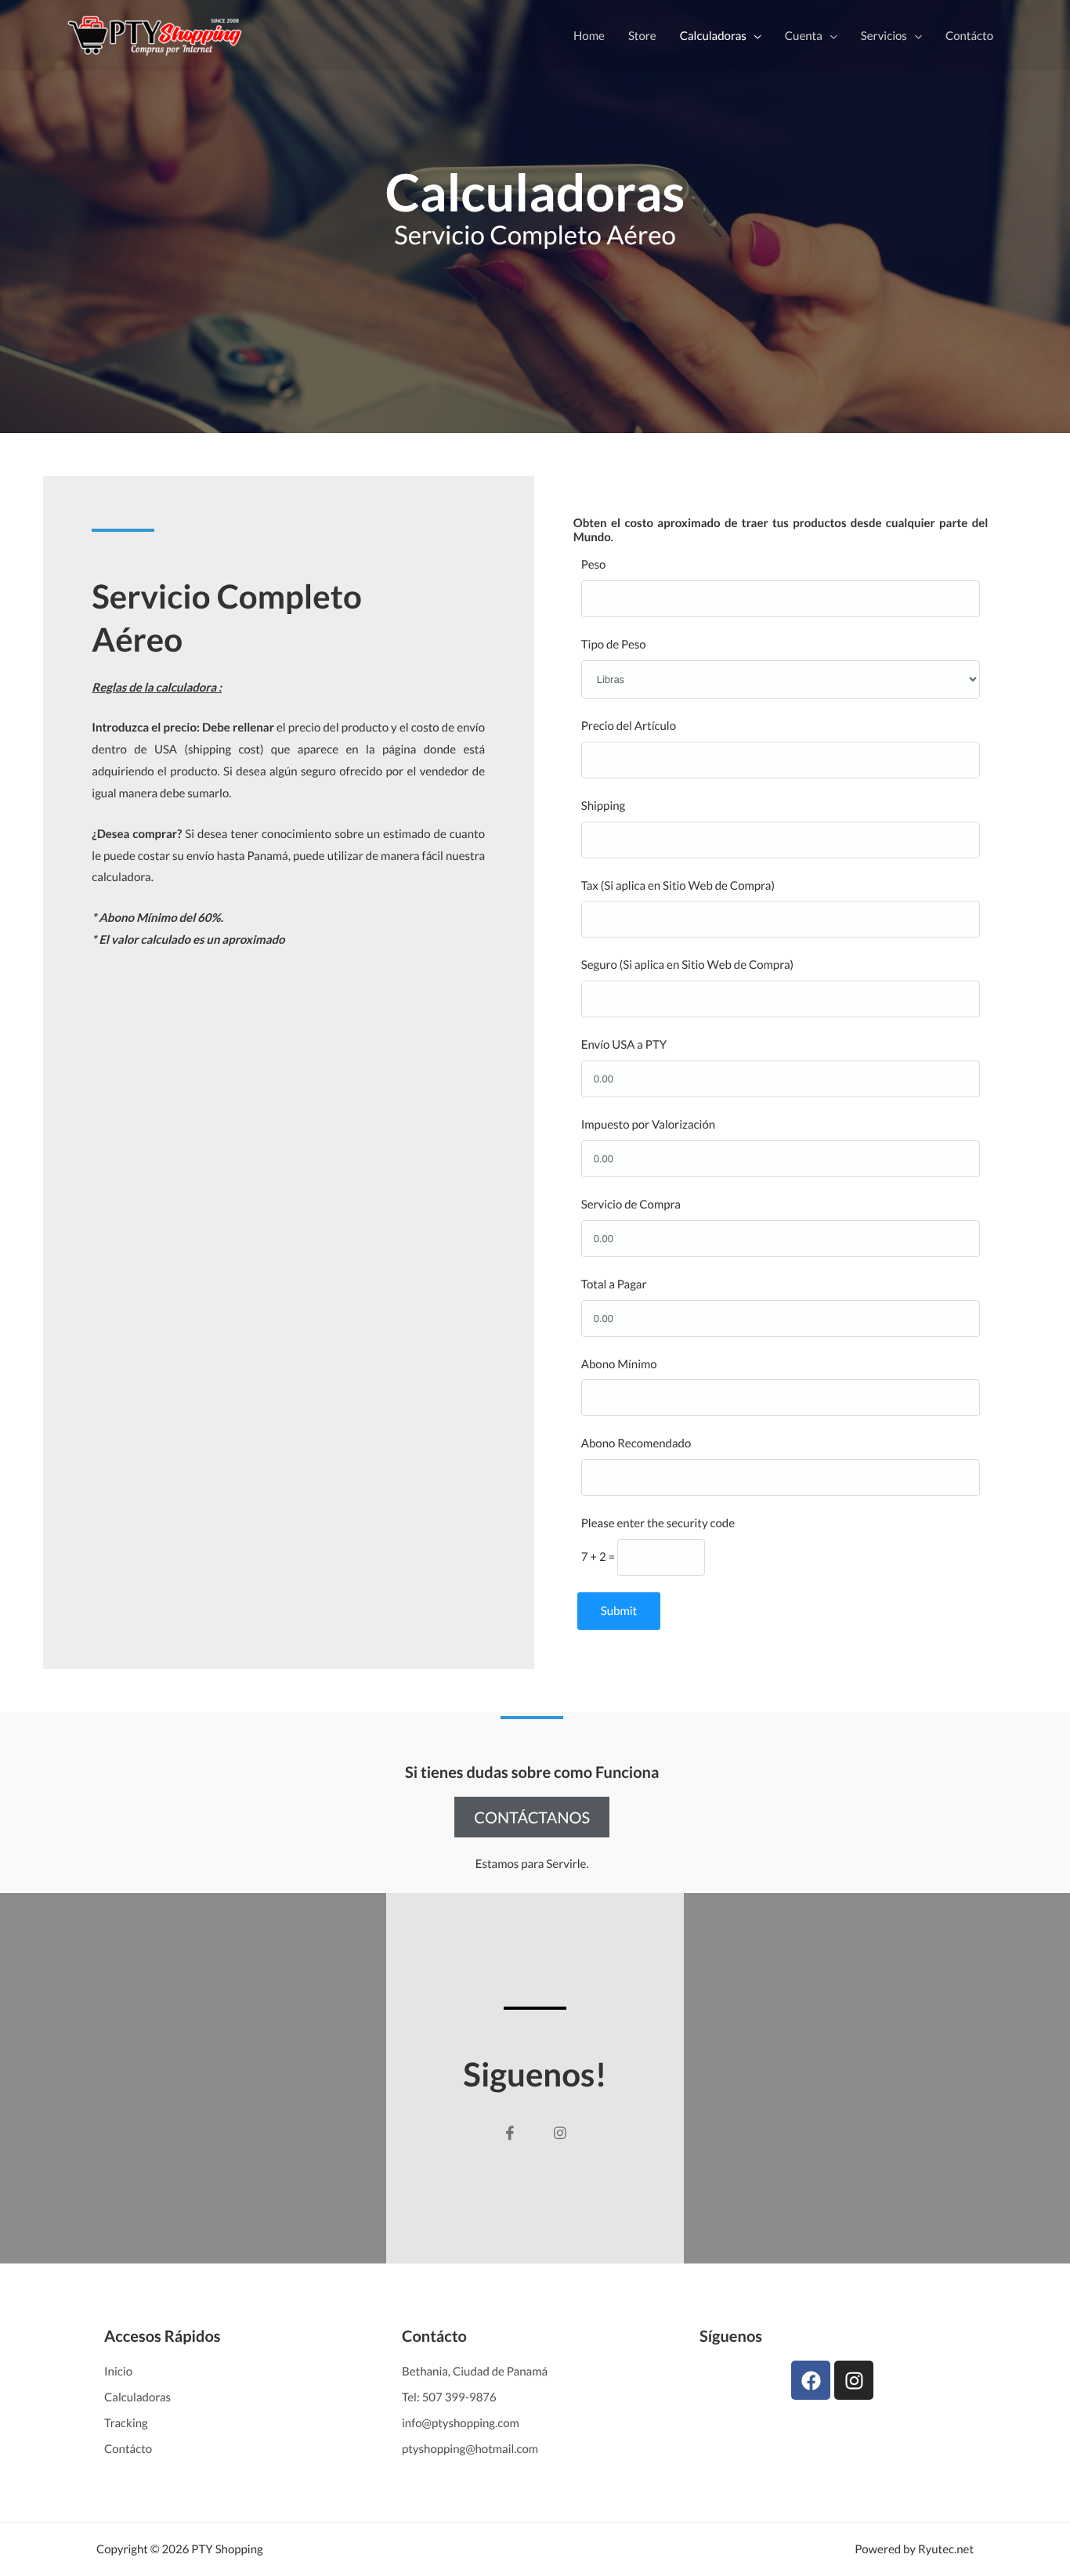 SINCE 2008
PTY Shopping
Compras por Internet
Home
Store
Calculadoras
Cuenta
Servicios
Contácto
Calculadoras
Servicio Completo Aéreo
Servicio Completo
Aéreo
Reglas de la calculadora :
Introduzca el precio: Debe rellenar el precio del producto y el costo de envío
dentro de USA (shipping cost) que aparece en la página donde está
adquiriendo el producto. Si desea algún seguro ofrecido por el vendedor de
igual manera debe sumarlo.
¿Desea comprar? Si desea tener conocimiento sobre un estimado de cuanto
le puede costar su envío hasta Panamá, puede utilizar de manera fácil nuestra
calculadora.
* Abono Mínimo del 60%.
* El valor calculado es un aproximado
Obten el costo aproximado de traer tus productos desde cualquier parte del
Mundo.
Peso
Tipo de Peso
Libras
Precio del Artículo
Shipping
Tax (Si aplica en Sitio Web de Compra)
Seguro (Si aplica en Sitio Web de Compra)
Envío USA a PTY
0.00
Impuesto por Valorización
0.00
Servicio de Compra
0.00
Total a Pagar
0.00
Abono Mínimo
Abono Recomendado
Please enter the security code
7 + 2 =
Submit
Si tienes dudas sobre como Funciona
CONTÁCTANOS
Estamos para Servirle.
Siguenos!
Accesos Rápidos
Inicio
Calculadoras
Tracking
Contácto
Contácto
Bethania, Ciudad de Panamá
Tel: 507 399-9876
info@ptyshopping.com
ptyshopping@hotmail.com
Síguenos
Copyright © 2026 PTY Shopping
Powered by Ryutec.net